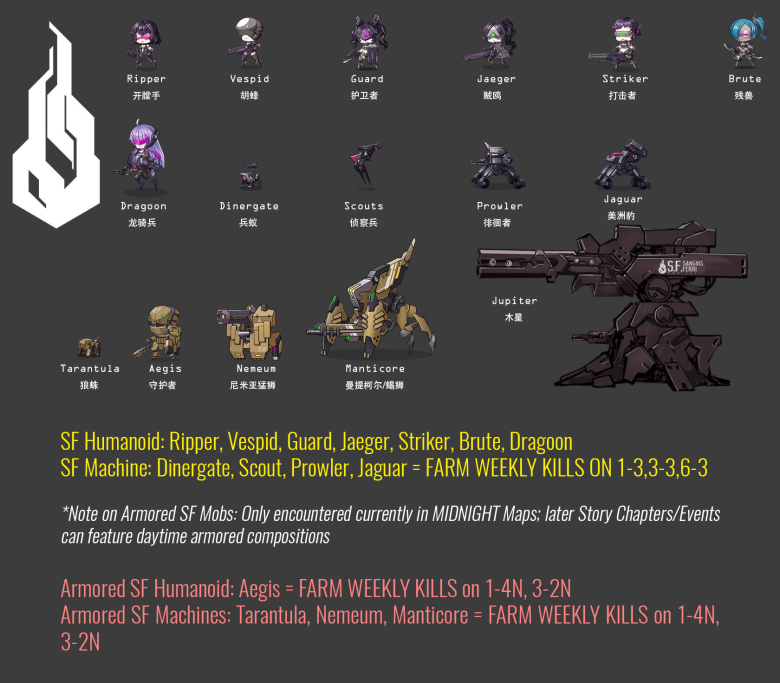 Ripper
Vespid
Guard
Jaeger
Striker
Brute
开膛手
胡蜂
护卫者
贼鸥
打击者
残兽
Dragoon
Dinergate
Scouts
Prowler
Jaguar
龙骑兵
兵蚁
侦察兵
徘徊者
美洲豹
S.F. SANGVIS
FERRI
Jupiter
木星
Tarantula
Aegis
Nemeum
Manticore
狼蛛
守护者
尼米亚猛狮
曼提柯尔/蝎狮
SF Humanoid: Ripper, Vespid, Guard, Jaeger, Striker, Brute, Dragoon
SF Machine: Dinergate, Scout, Prowler, Jaguar = FARM WEEKLY KILLS ON 1-3,3-3,6-3
*Note on Armored SF Mobs: Only encountered currently in MIDNIGHT Maps; later Story Chapters/Events
can feature daytime armored compositions
Armored SF Humanoid: Aegis = FARM WEEKLY KILLS on 1-4N, 3-2N
Armored SF Machines: Tarantula, Nemeum, Manticore = FARM WEEKLY KILLS on 1-4N,
3-2N